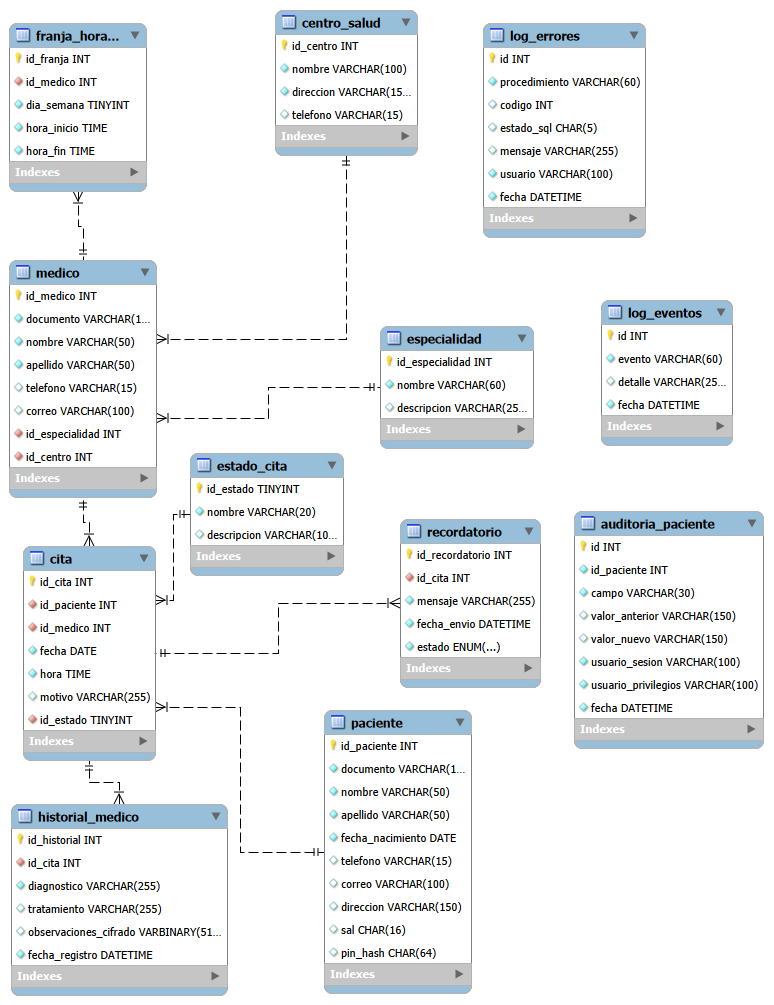 franja_hora...
id_franja INT
id_medico INT
dia_semana TINYINT
hora_inicio TIME
hora_fin TIME
Indexes
centro_salud
id_centro INT
nombre VARCHAR(100)
direccion VARCHAR(15...
telefono VARCHAR(15)
Indexes
log_errores
id INT
procedimiento VARCHAR(60)
codigo INT
estado_sql CHAR(5)
mensaje VARCHAR(255)
usuario VARCHAR(100)
fecha DATETIME
Indexes
medico
id_medico INT
documento VARCHAR(1...
nombre VARCHAR(50)
apellido VARCHAR(50)
telefono VARCHAR(15)
correo VARCHAR(100)
id_especialidad INT
id_centro INT
Indexes
especialidad
id_especialidad INT
nombre VARCHAR(60)
descripcion VARCHAR(25...
Indexes
log_eventos
id INT
evento VARCHAR(60)
detalle VARCHAR(25...
fecha DATETIME
Indexes
estado_cita
id_estado TINYINT
nombre VARCHAR(20)
descripcion VARCHAR(10...
Indexes
cita
id_cita INT
id_paciente INT
id_medico INT
fecha DATE
hora TIME
motivo VARCHAR(255)
id_estado TINYINT
Indexes
recordatorio
id_recordatorio INT
id_cita INT
mensaje VARCHAR(255)
fecha_envio DATETIME
estado ENUM(...)
Indexes
auditoria_paciente
id INT
id_paciente INT
campo VARCHAR(30)
valor_anterior VARCHAR(150)
valor_nuevo VARCHAR(150)
usuario_sesion VARCHAR(100)
usuario_privilegios VARCHAR(100)
fecha DATETIME
Indexes
historial_medico
id_historial INT
id_cita INT
diagnostico VARCHAR(255)
tratamiento VARCHAR(255)
observaciones_cifrado VARBINARY(51...
fecha_registro DATETIME
Indexes
paciente
id_paciente INT
documento VARCHAR(1...
nombre VARCHAR(50)
apellido VARCHAR(50)
fecha_nacimiento DATE
telefono VARCHAR(15)
correo VARCHAR(100)
direccion VARCHAR(150)
sal CHAR(16)
pin_hash CHAR(64)
Indexes